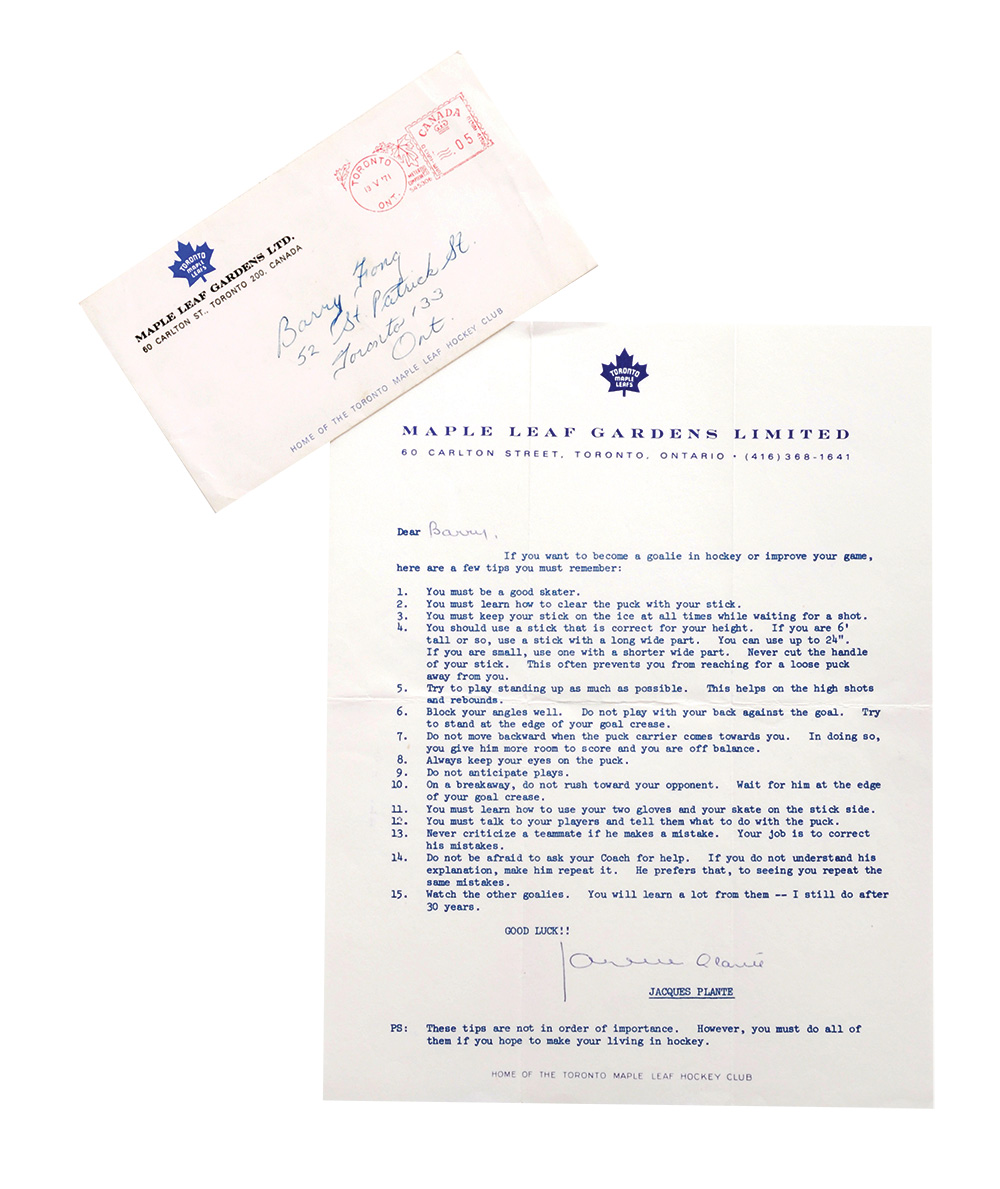 CANADA
.05
TORONTO
13 V '71
ONT.
TORONTO
MAPLE
LEAFS
MAPLE LEAF GARDENS LTD.
60 CARLTON ST., TORONTO 200, CANADA
Barry Fong
52 St. Patrick St.
Toronto 133
Ont.
HOME OF THE TORONTO MAPLE LEAF HOCKEY CLUB
TORONTO
MAPLE
LEAFS
MAPLE LEAF GARDENS LIMITED
60 CARLTON STREET, TORONTO, ONTARIO • (416) 368-1641
Dear Barry,
If you want to become a goalie in hockey or improve your game,
here are a few tips you must remember:
1. You must be a good skater.
2. You must learn how to clear the puck with your stick.
3. You must keep your stick on the ice at all times while waiting for a shot.
4. You should use a stick that is correct for your height. If you are 6'
tall or so, use a stick with a long wide part. You can use up to 24".
If you are small, use one with a shorter wide part. Never cut the handle
of your stick. This often prevents you from reaching for a loose puck
away from you.
5. Try to play standing up as much as possible. This helps on the high shots
and rebounds.
6. Block your angles well. Do not play with your back against the goal. Try
to stand at the edge of your goal crease.
7. Do not move backward when the puck carrier comes towards you. In doing so,
you give him more room to score and you are off balance.
8. Always keep your eyes on the puck.
9. Do not anticipate plays.
10. On a breakaway, do not rush toward your opponent. Wait for him at the edge
of your goal crease.
11. You must learn how to use your two gloves and your skate on the stick side.
12. You must talk to your players and tell them what to do with the puck.
13. Never criticize a teammate if he makes a mistake. Your job is to correct
his mistakes.
14. Do not be afraid to ask your Coach for help. If you do not understand his
explanation, make him repeat it. He prefers that, to seeing you repeat the
same mistakes.
15. Watch the other goalies. You will learn a lot from them -- I still do after
30 years.
GOOD LUCK!!
Jacques Plante
JACQUES PLANTE
PS: These tips are not in order of importance. However, you must do all of
them if you hope to make your living in hockey.
HOME OF THE TORONTO MAPLE LEAF HOCKEY CLUB